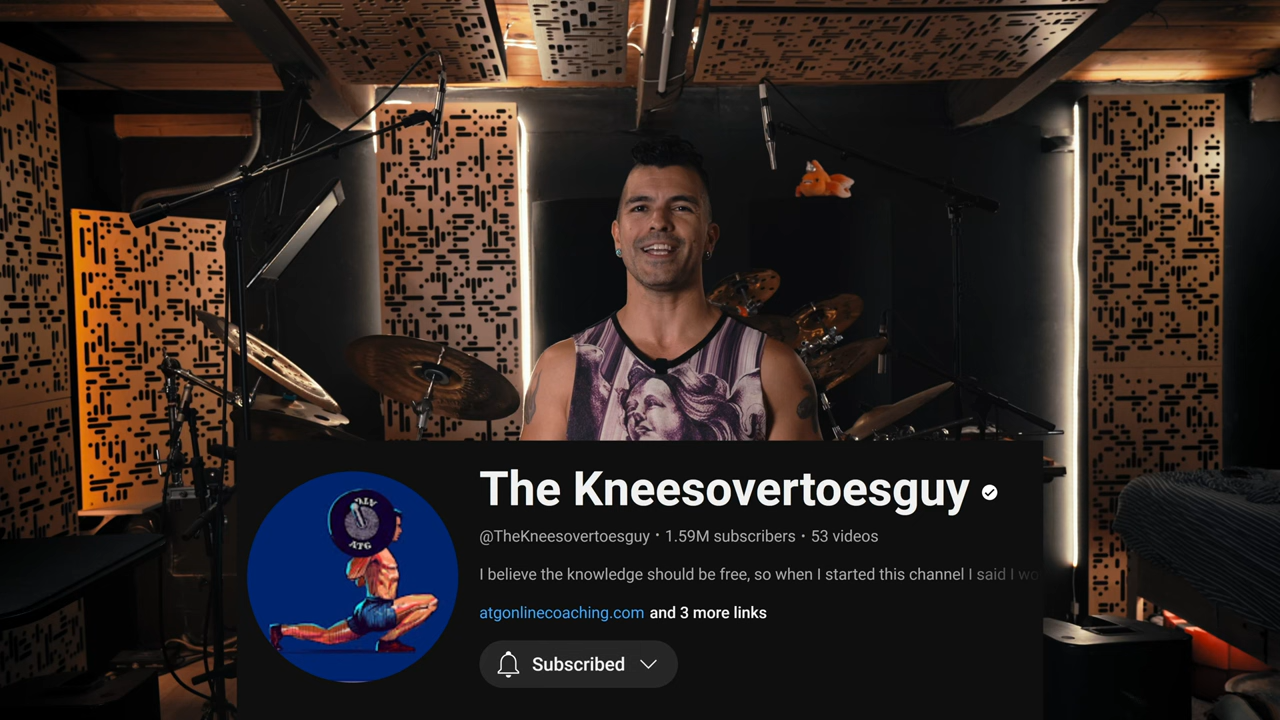 The Kneesovertoesguy
@TheKneesovertoesguy • 1.59M subscribers • 53 videos
I believe the knowledge should be free, so when I started this channel I said I wo
atgonlinecoaching.com and 3 more links
Subscribed
ATG